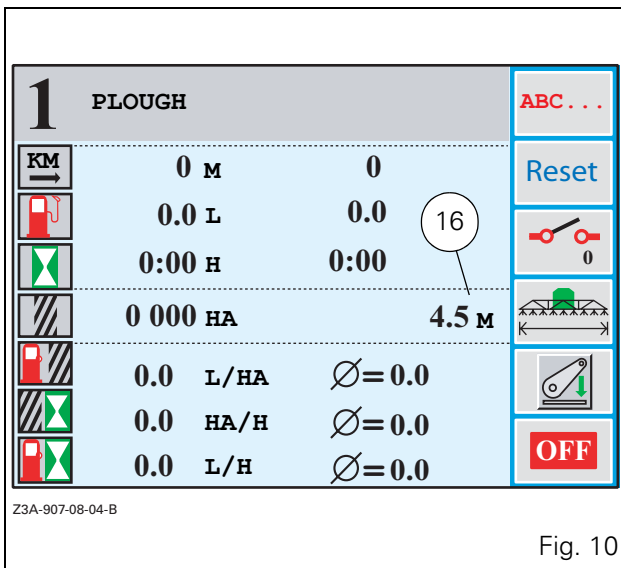 1 PLOUGH ABC...
KM 0 M 0 Reset
0.0 L 0.0 16
0:00 H 0:00 0
0 000 HA 4.5 M
0.0 L/HA ∅=0.0
0.0 HA/H ∅=0.0
0.0 L/H ∅=0.0 OFF
Z3A-907-08-04-B
Fig. 10